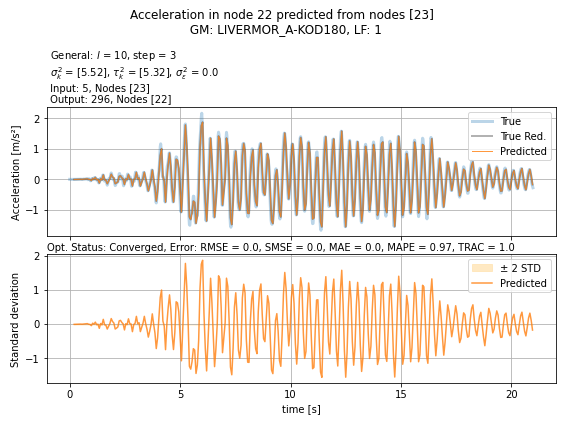 Acceleration in node 22 predicted from nodes [23]
GM: LIVERMOR_A-KOD180, LF: 1
General: l = 10, step = 3
σ²ₖ = [5.52], τ²ₖ = [5.32], σ²ε = 0.0
Input: 5, Nodes [23]
Output: 296, Nodes [22]
Acceleration [m/s²]
2
1
0
−1
True
True Red.
Predicted
Opt. Status: Converged, Error: RMSE = 0.0, SMSE = 0.0, MAE = 0.0, MAPE = 0.97, TRAC = 1.0
Standard deviation
2
1
0
−1
± 2 STD
Predicted
0 5 10 15 20
time [s]